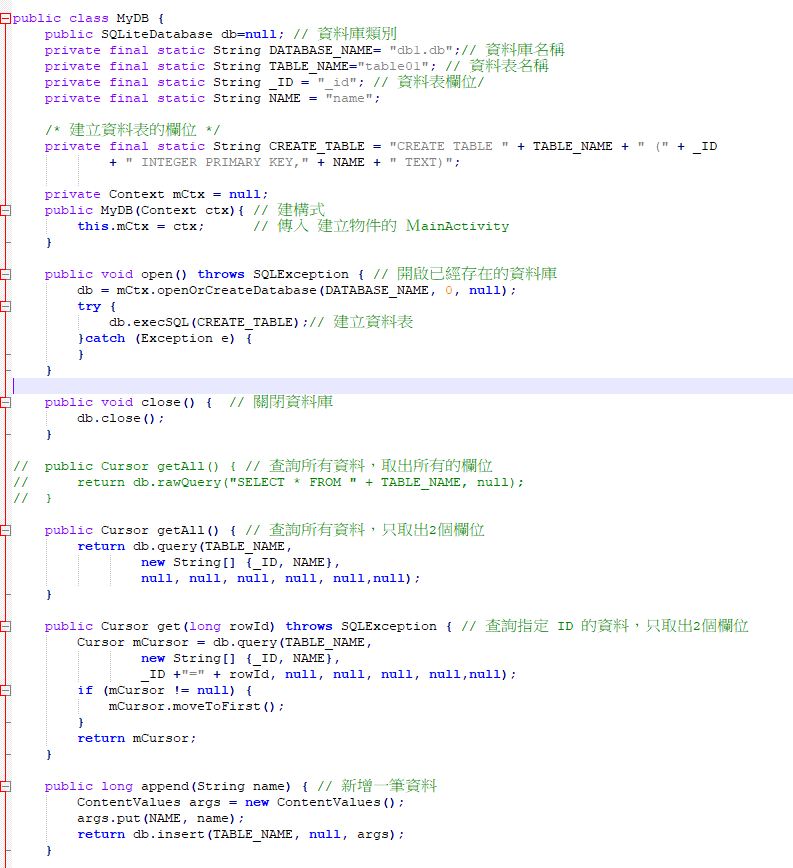 public class MyDB {
    public SQLiteDatabase db=null; // 資料庫類別
    private final static String DATABASE_NAME= "db1.db";// 資料庫名稱
    private final static String TABLE_NAME="table01"; // 資料表名稱
    private final static String _ID = "_id"; // 資料表欄位/
    private final static String NAME = "name";
    /* 建立資料表的欄位 */
    private final static String CREATE_TABLE = "CREATE TABLE " + TABLE_NAME + " (" + _ID
            + " INTEGER PRIMARY KEY," + NAME + " TEXT)";
    private Context mCtx = null;
    public MyDB(Context ctx){ // 建構式
        this.mCtx = ctx;      // 傳入 建立物件的 MainActivity
    }
    public void open() throws SQLException { // 開啟已經存在的資料庫
        db = mCtx.openOrCreateDatabase(DATABASE_NAME, 0, null);
        try {
            db.execSQL(CREATE_TABLE);// 建立資料表
        }catch (Exception e) {
        }
    }
    public void close() {  // 關閉資料庫
        db.close();
    }
//  public Cursor getAll() { // 查詢所有資料，取出所有的欄位
//      return db.rawQuery("SELECT * FROM " + TABLE_NAME, null);
//  }
    public Cursor getAll() { // 查詢所有資料，只取出2個欄位
        return db.query(TABLE_NAME,
                new String[] {_ID, NAME},
                null, null, null, null, null,null);
    }
    public Cursor get(long rowId) throws SQLException { // 查詢指定 ID 的資料，只取出2個欄位
        Cursor mCursor = db.query(TABLE_NAME,
                new String[] {_ID, NAME},
                _ID +"=" + rowId, null, null, null, null,null);
        if (mCursor != null) {
            mCursor.moveToFirst();
        }
        return mCursor;
    }
    public long append(String name) { // 新增一筆資料
        ContentValues args = new ContentValues();
        args.put(NAME, name);
        return db.insert(TABLE_NAME, null, args);
    }